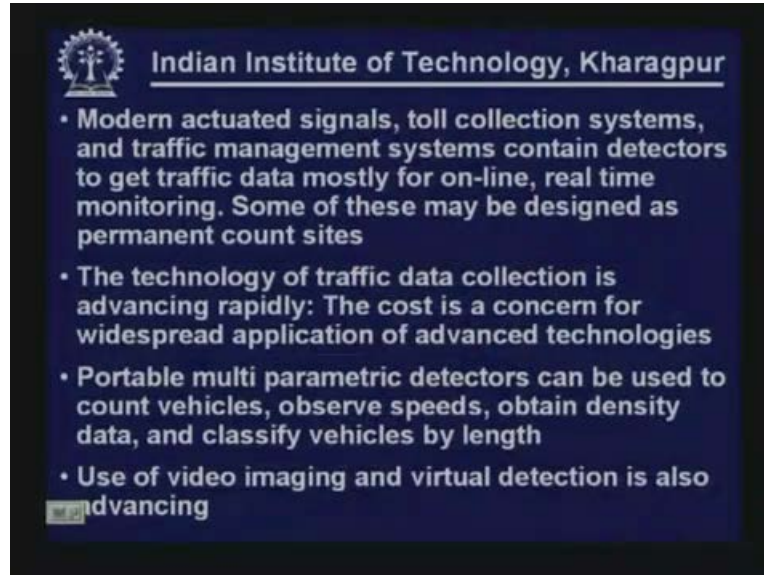 Indian Institute of Technology, Kharagpur
• Modern actuated signals, toll collection systems,
and traffic management systems contain detectors
to get traffic data mostly for on-line, real time
monitoring. Some of these may be designed as
permanent count sites
• The technology of traffic data collection is
advancing rapidly: The cost is a concern for
widespread application of advanced technologies
• Portable multi parametric detectors can be used to
count vehicles, observe speeds, obtain density
data, and classify vehicles by length
• Use of video imaging and virtual detection is also
advancing